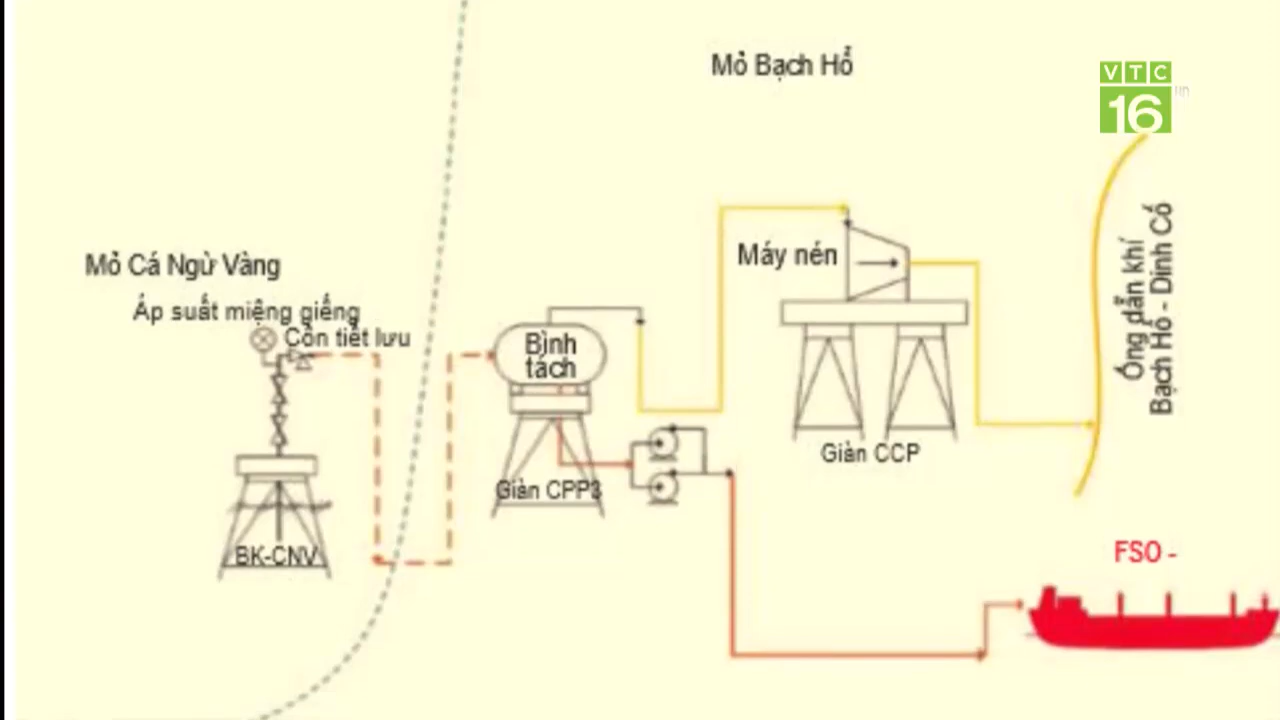 Mỏ Bạch Hổ
VTC
16
HD
Mỏ Cá Ngừ Vàng
Áp suất miệng giếng
Côn tiết lưu
Bình
tách
Máy nén
Ống dẫn khí
Bạch Hổ - Dinh Cố
Giàn CCP
Giàn CPP3
BK-CNV
FSO -